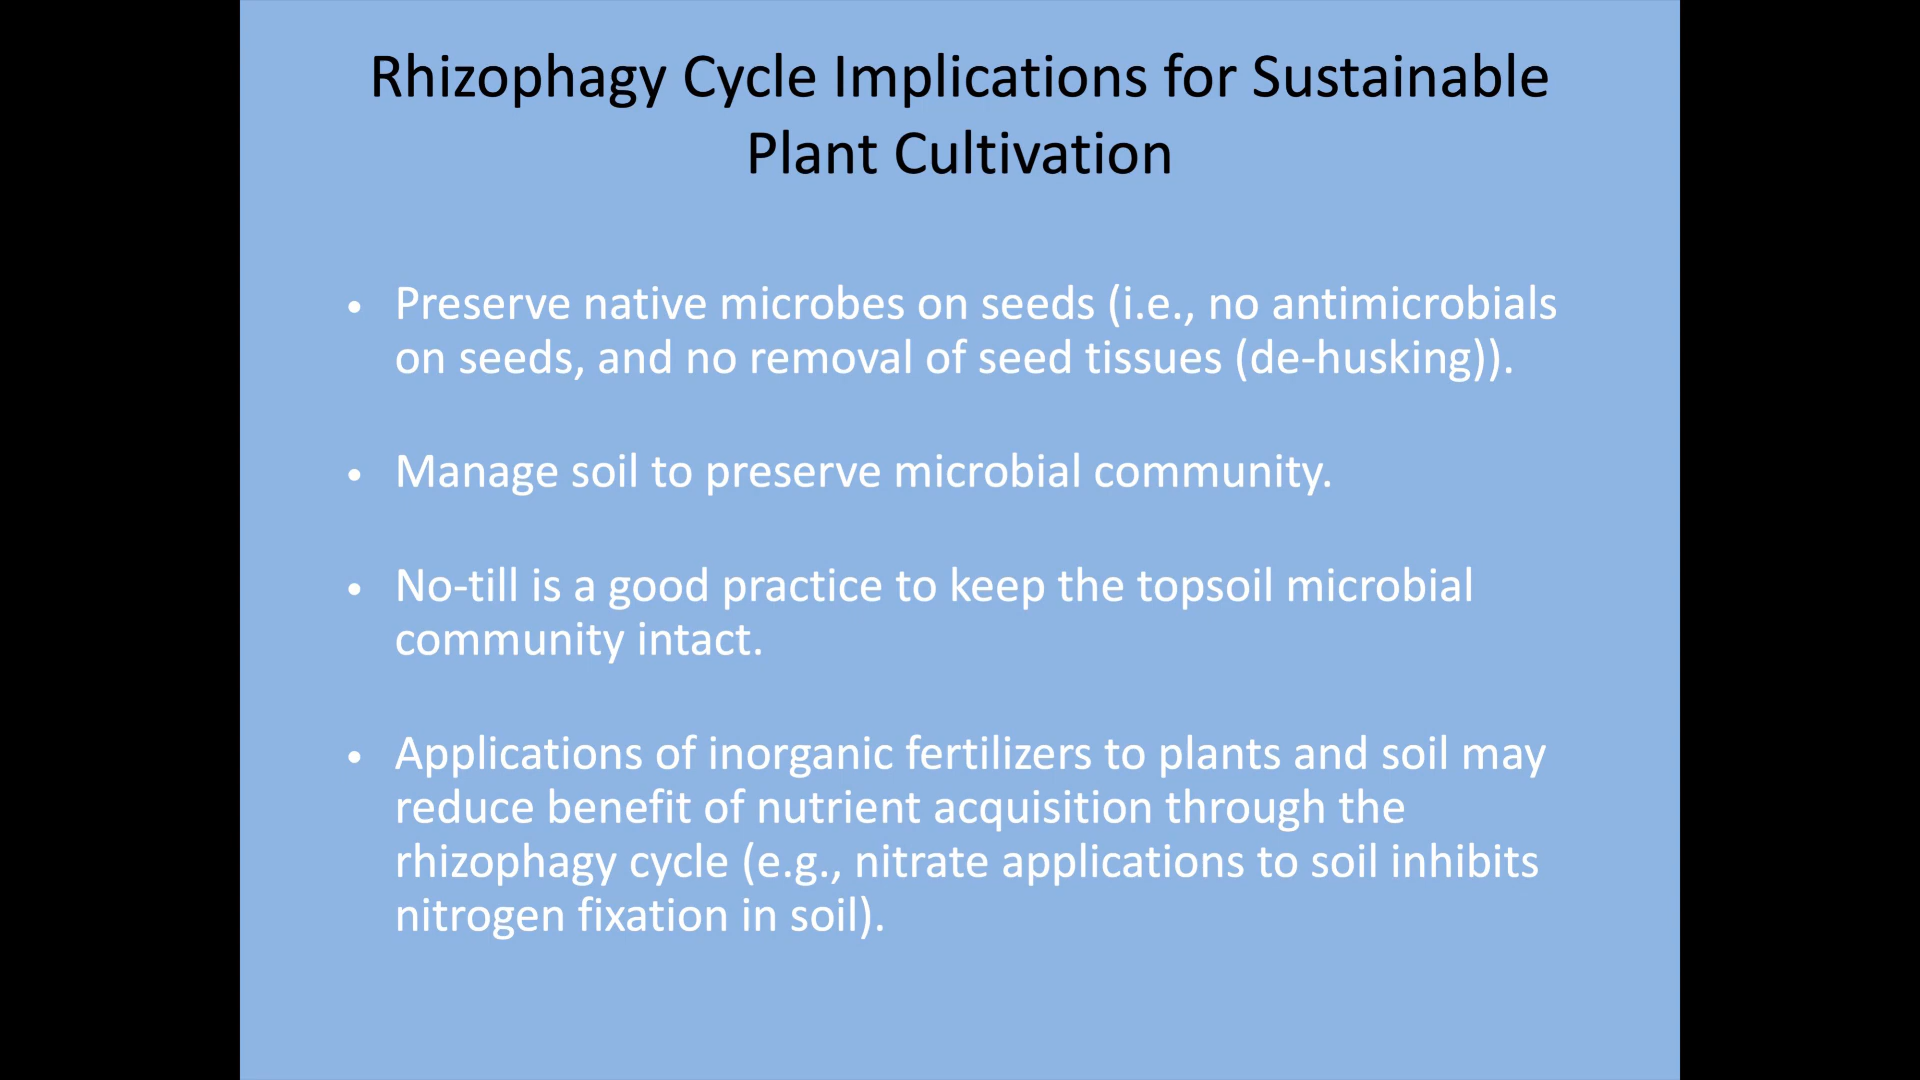 Rhizophagy Cycle Implications for Sustainable
Plant Cultivation
• Preserve native microbes on seeds (i.e., no antimicrobials
on seeds, and no removal of seed tissues (de-husking)).
• Manage soil to preserve microbial community.
• No-till is a good practice to keep the topsoil microbial
community intact.
• Applications of inorganic fertilizers to plants and soil may
reduce benefit of nutrient acquisition through the
rhizophagy cycle (e.g., nitrate applications to soil inhibits
nitrogen fixation in soil).